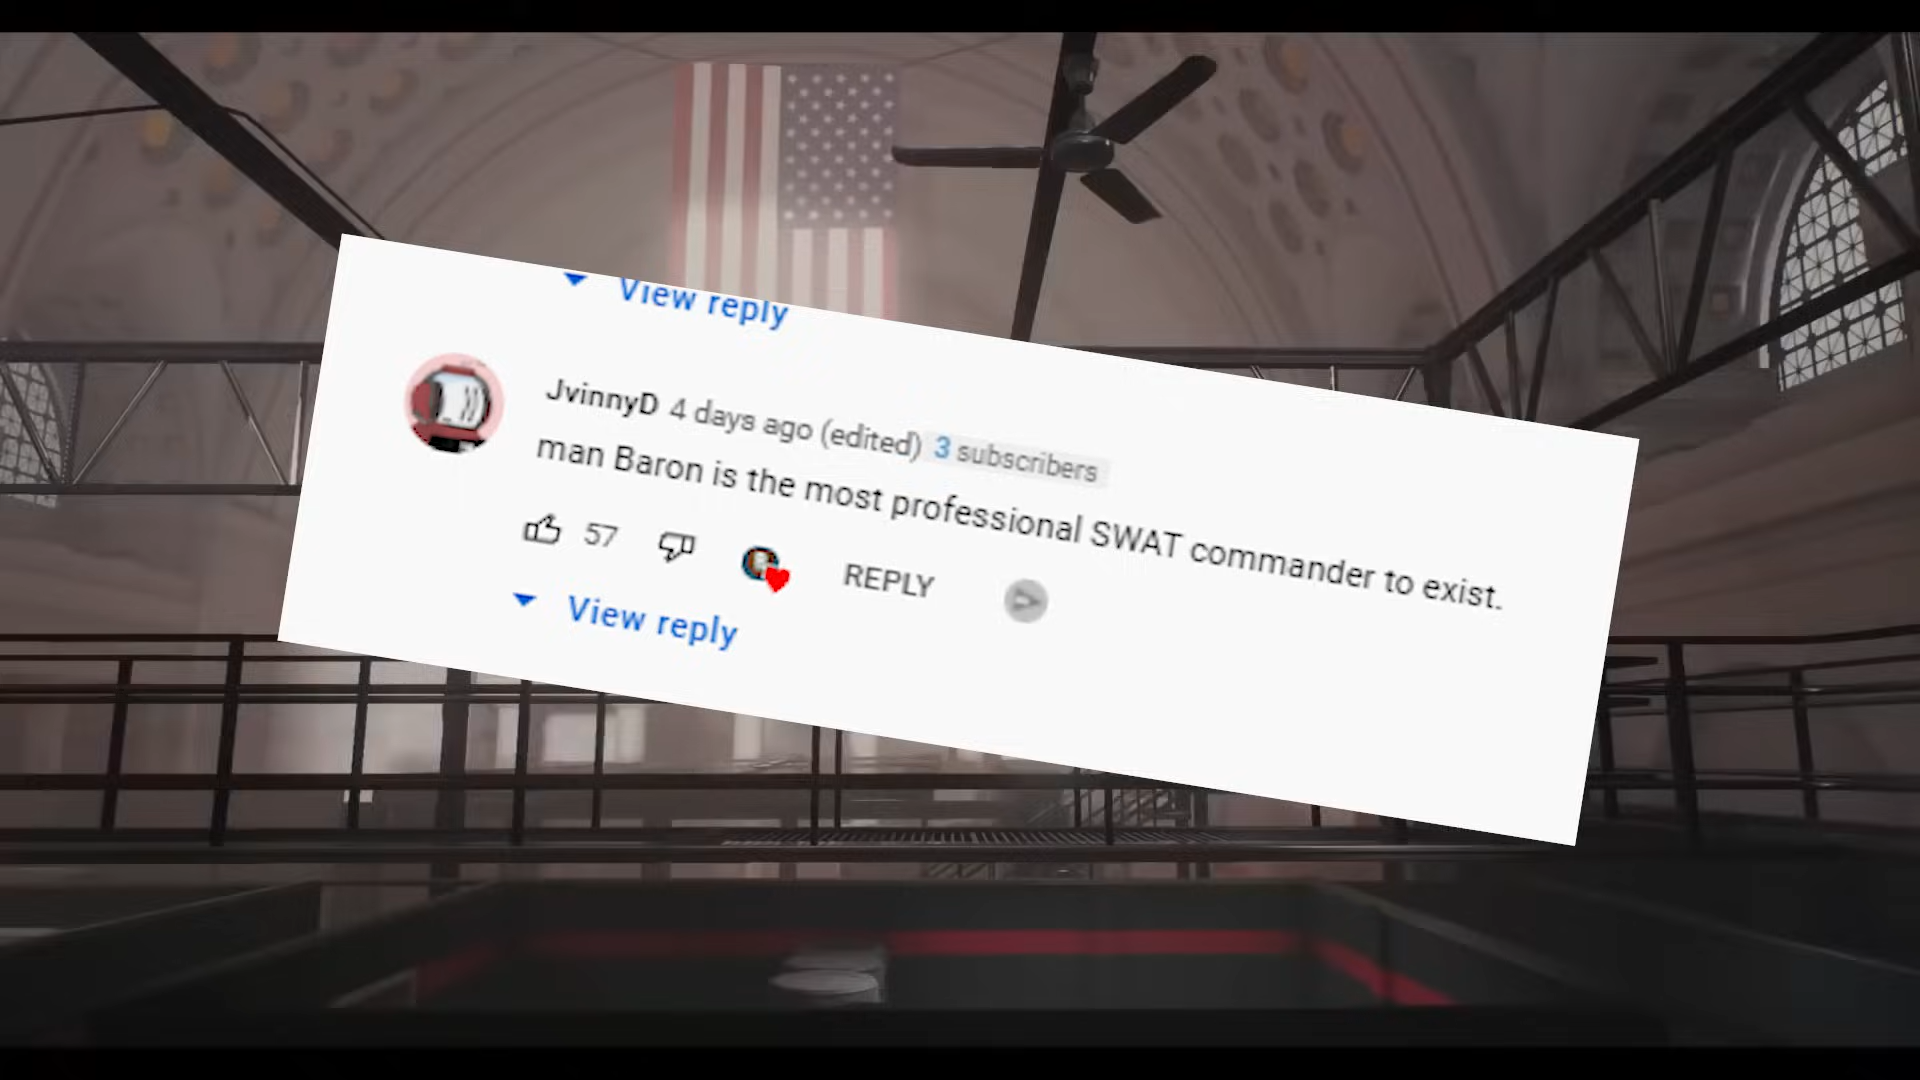 View reply
JvinnyD 4 days ago (edited) 3 subscribers
man Baron is the most professional SWAT commander to exist.
57 REPLY
View reply